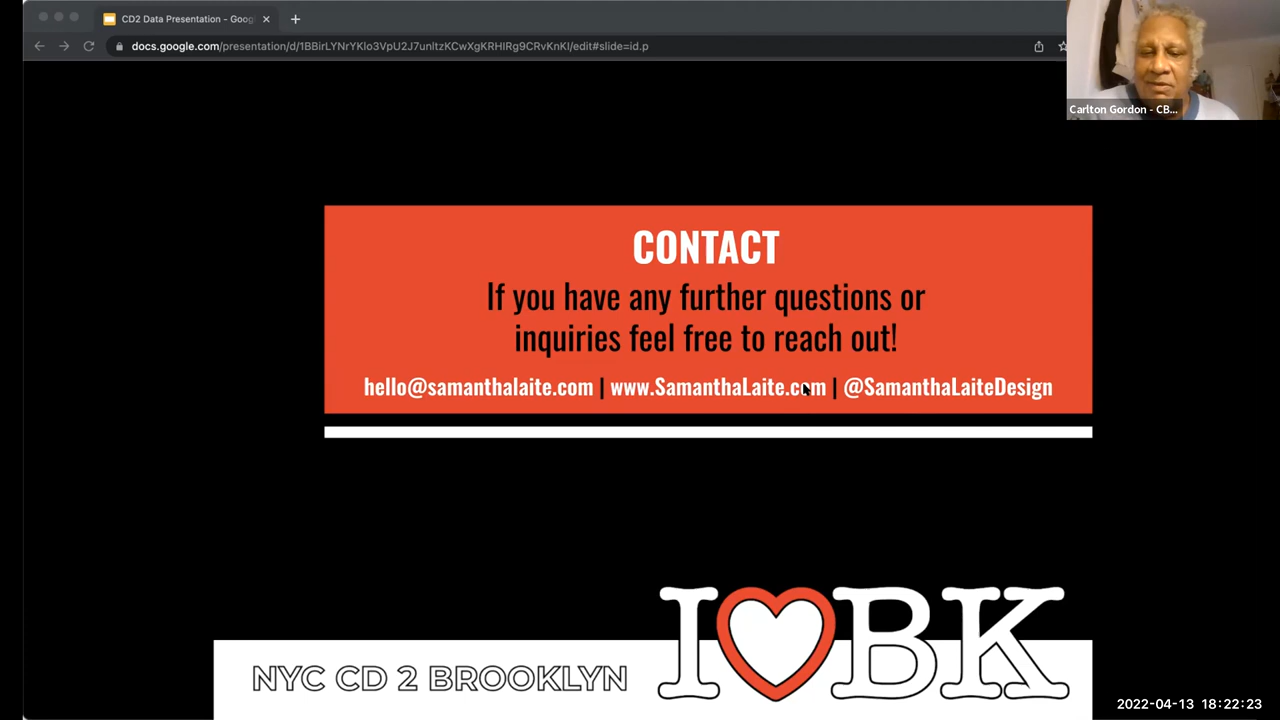 CD2 Data Presentation - Goog
docs.google.com/presentation/d/1BBirLYNrYKlo3VpU2J7unltzKCwXgKRHIRg9CRvKnKI/edit#slide=id.p
Carlton Gordon - CB...
CONTACT
If you have any further questions or
inquiries feel free to reach out!
hello@samanthalaite.com | www.SamanthaLaite.com | @SamanthaLaiteDesign
I BK
NYC CD 2 BROOKLYN
2022-04-13 18:22:23